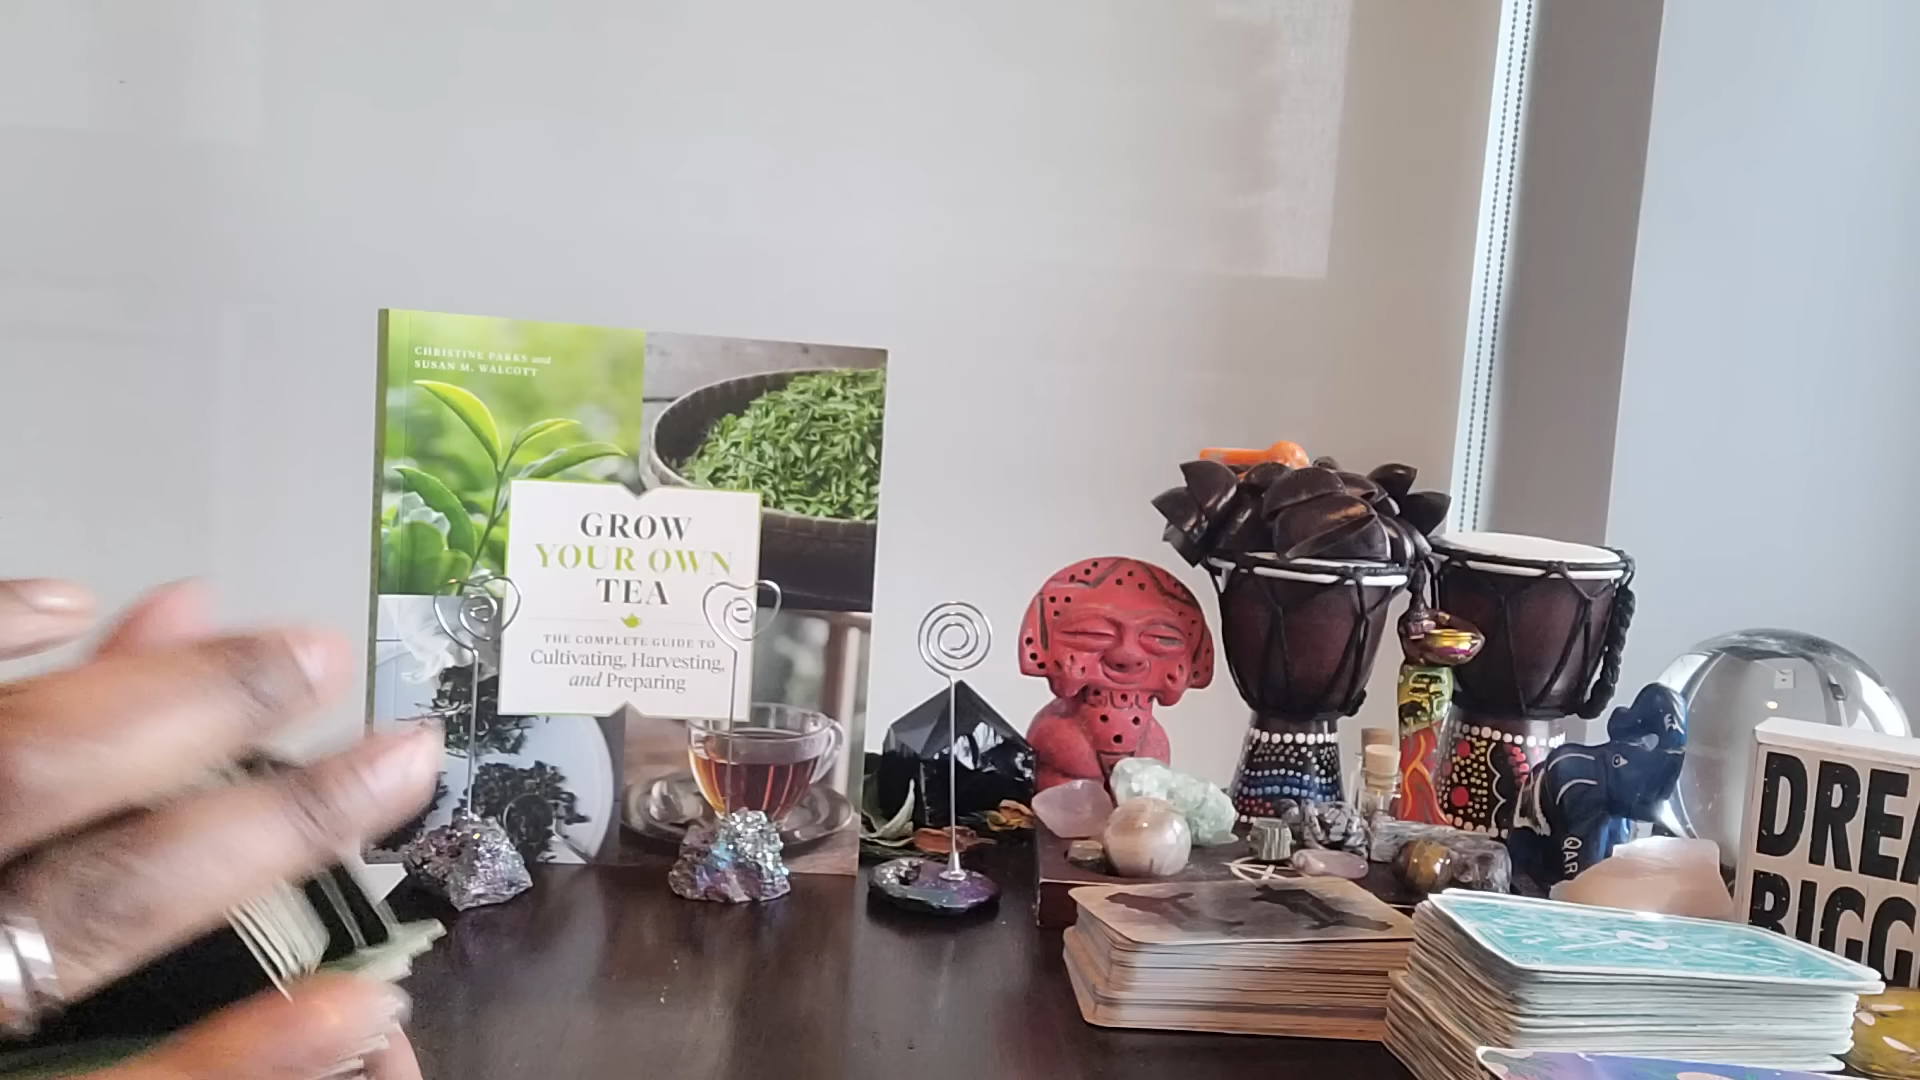 CHRISTINE PARKS and
SUSAN M. WALCOTT
GROW
YOUR OWN
TEA
THE COMPLETE GUIDE TO
Cultivating, Harvesting,
and Preparing
QAR
DREA
BIGG